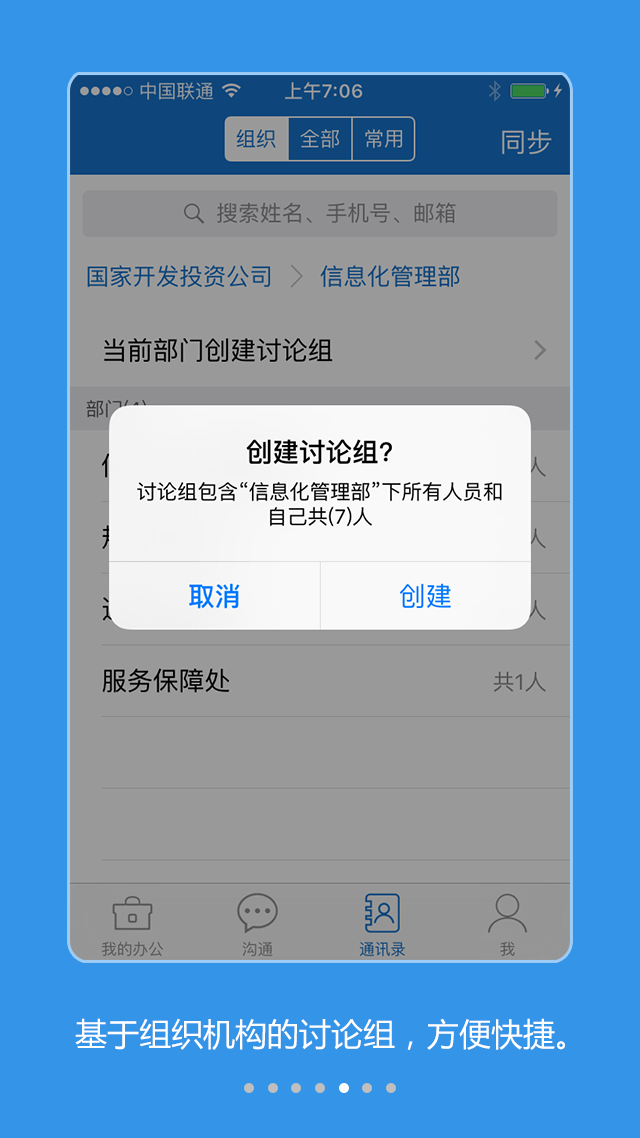 中国联通
上午7:06
组织
全部
常用
同步
搜索姓名、手机号、邮箱
国家开发投资公司
信息化管理部
当前部门创建讨论组
部门(4)
创建讨论组?
讨论组包含“信息化管理部”下所有人员和
自己共(7)人
人
人
人
取消
创建
服务保障处
共1人
我的办公
沟通
通讯录
我
基于组织机构的讨论组，方便快捷。